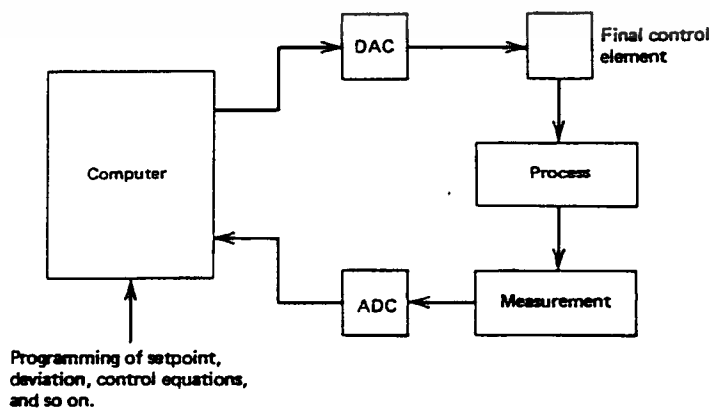 DAC
Final control
element
Computer
Process
ADC
Measurement
Programming of setpoint,
deviation, control equations,
and so on.